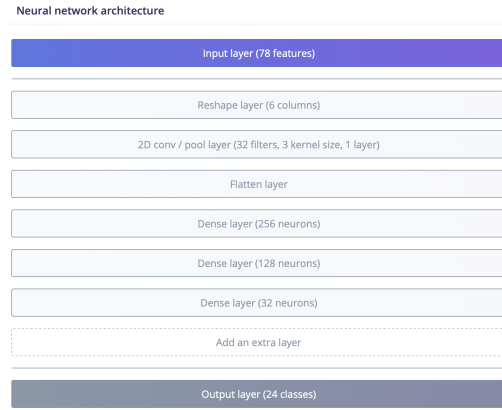 Neural network architecture
Input layer (78 features)
Reshape layer (6 columns)
2D conv / pool layer (32 filters, 3 kernel size, 1 layer)
Flatten layer
Dense layer (256 neurons)
Dense layer (128 neurons)
Dense layer (32 neurons)
Add an extra layer
Output layer (24 classes)